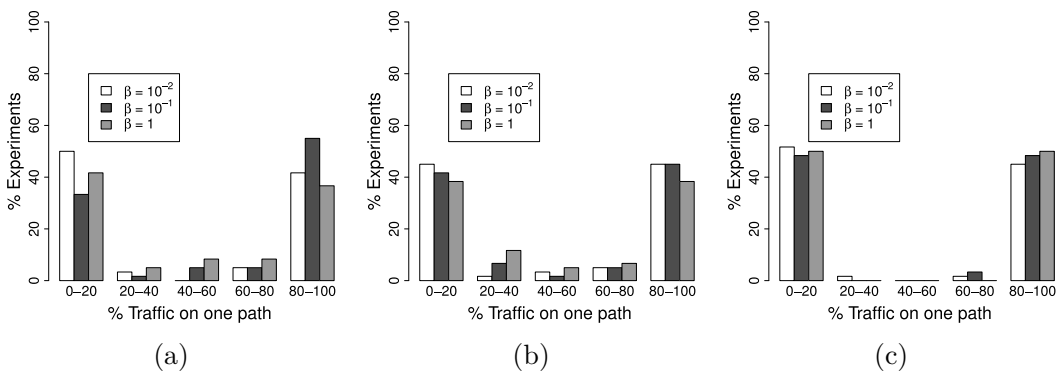 % Experiments
100
80
60
40
20
0
β = 10⁻²
β = 10⁻¹
β = 1
0–20 20–40 40–60 60–80 80–100
% Traffic on one path
(a)
% Experiments
100
80
60
40
20
0
β = 10⁻²
β = 10⁻¹
β = 1
0–20 20–40 40–60 60–80 80–100
% Traffic on one path
(b)
% Experiments
100
80
60
40
20
0
β = 10⁻²
β = 10⁻¹
β = 1
0–20 20–40 40–60 60–80 80–100
% Traffic on one path
(c)